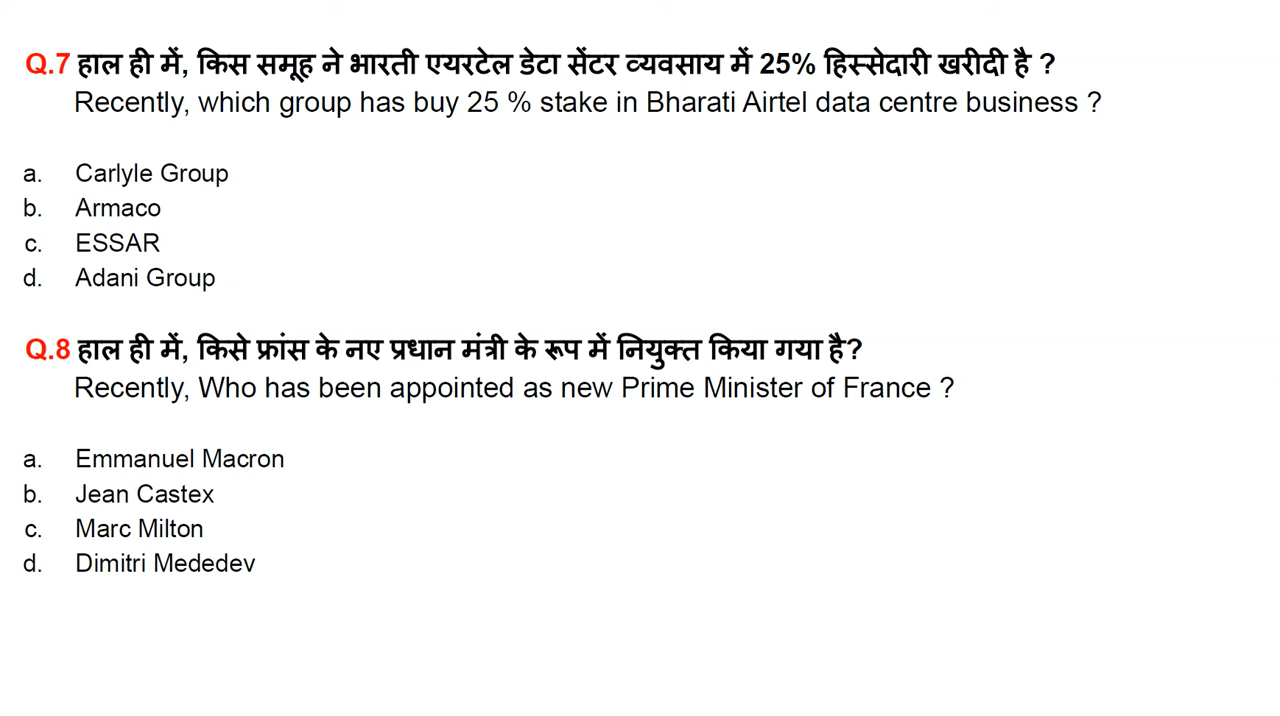 Q.7 हाल ही में, किस समूह ने भारती एयरटेल डेटा सेंटर व्यवसाय में 25% हिस्सेदारी खरीदी है ?
Recently, which group has buy 25 % stake in Bharati Airtel data centre business ?
a. Carlyle Group
b. Armaco
c. ESSAR
d. Adani Group
Q.8 हाल ही में, किसे फ्रांस के नए प्रधान मंत्री के रूप में नियुक्त किया गया है?
Recently, Who has been appointed as new Prime Minister of France ?
a. Emmanuel Macron
b. Jean Castex
c. Marc Milton
d. Dimitri Mededev